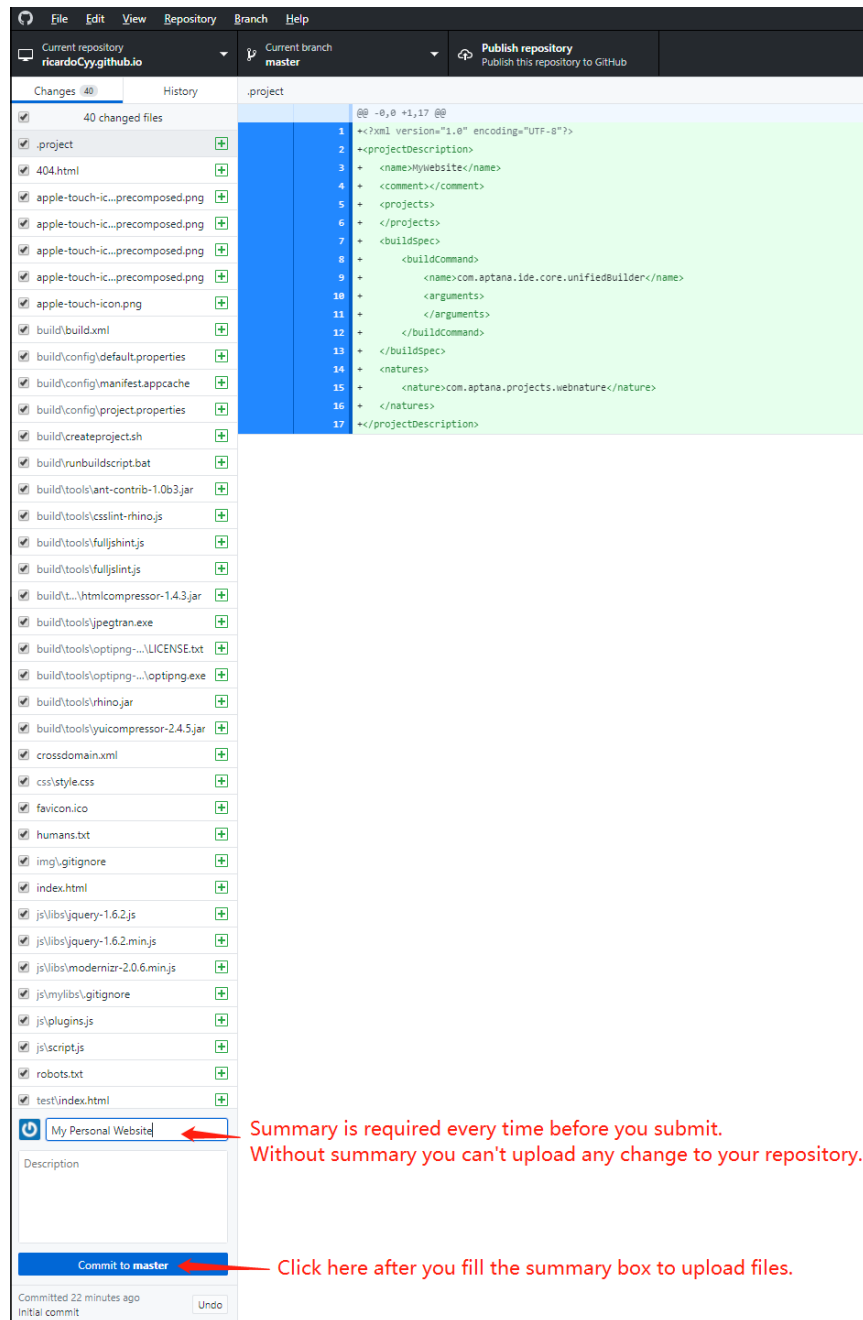 File Edit View Repository Branch Help
Current repository
ricardoCyy.github.io
Current branch
master
Publish repository
Publish this repository to GitHub
Changes 40 History
.project
40 changed files
.project
404.html
apple-touch-ic...precomposed.png
apple-touch-ic...precomposed.png
apple-touch-ic...precomposed.png
apple-touch-ic...precomposed.png
apple-touch-icon.png
build\build.xml
build\config\default.properties
build\config\manifest.appcache
build\config\project.properties
build\createproject.sh
build\runbuildscript.bat
build\tools\ant-contrib-1.0b3.jar
build\tools\csslint-rhino.js
build\tools\fulljshint.js
build\tools\fulljslint.js
build\t...\htmlcompressor-1.4.3.jar
build\tools\jpegtran.exe
build\tools\optipng-...\LICENSE.txt
build\tools\optipng-...\optipng.exe
build\tools\rhino.jar
build\tools\yuicompressor-2.4.5.jar
crossdomain.xml
css\style.css
favicon.ico
humans.txt
img\.gitignore
index.html
js\libs\jquery-1.6.2.js
js\libs\jquery-1.6.2.min.js
js\libs\modernizr-2.0.6.min.js
js\mylibs\.gitignore
js\plugins.js
js\script.js
robots.txt
test\index.html
@@ -0,0 +1,17 @@
1 +<?xml version="1.0" encoding="UTF-8"?>
2 +<projectDescription>
3 + <name>MyWebsite</name>
4 + <comment></comment>
5 + <projects>
6 + </projects>
7 + <buildSpec>
8 + <buildCommand>
9 + <name>com.aptana.ide.core.unifiedBuilder</name>
10 + <arguments>
11 + </arguments>
12 + </buildCommand>
13 + </buildSpec>
14 + <natures>
15 + <nature>com.aptana.projects.webnature</nature>
16 + </natures>
17 +</projectDescription>
My Personal Website
Summary is required every time before you submit.
Without summary you can't upload any change to your repository.
Description
Commit to master
Click here after you fill the summary box to upload files.
Committed 22 minutes ago
Initial commit
Undo